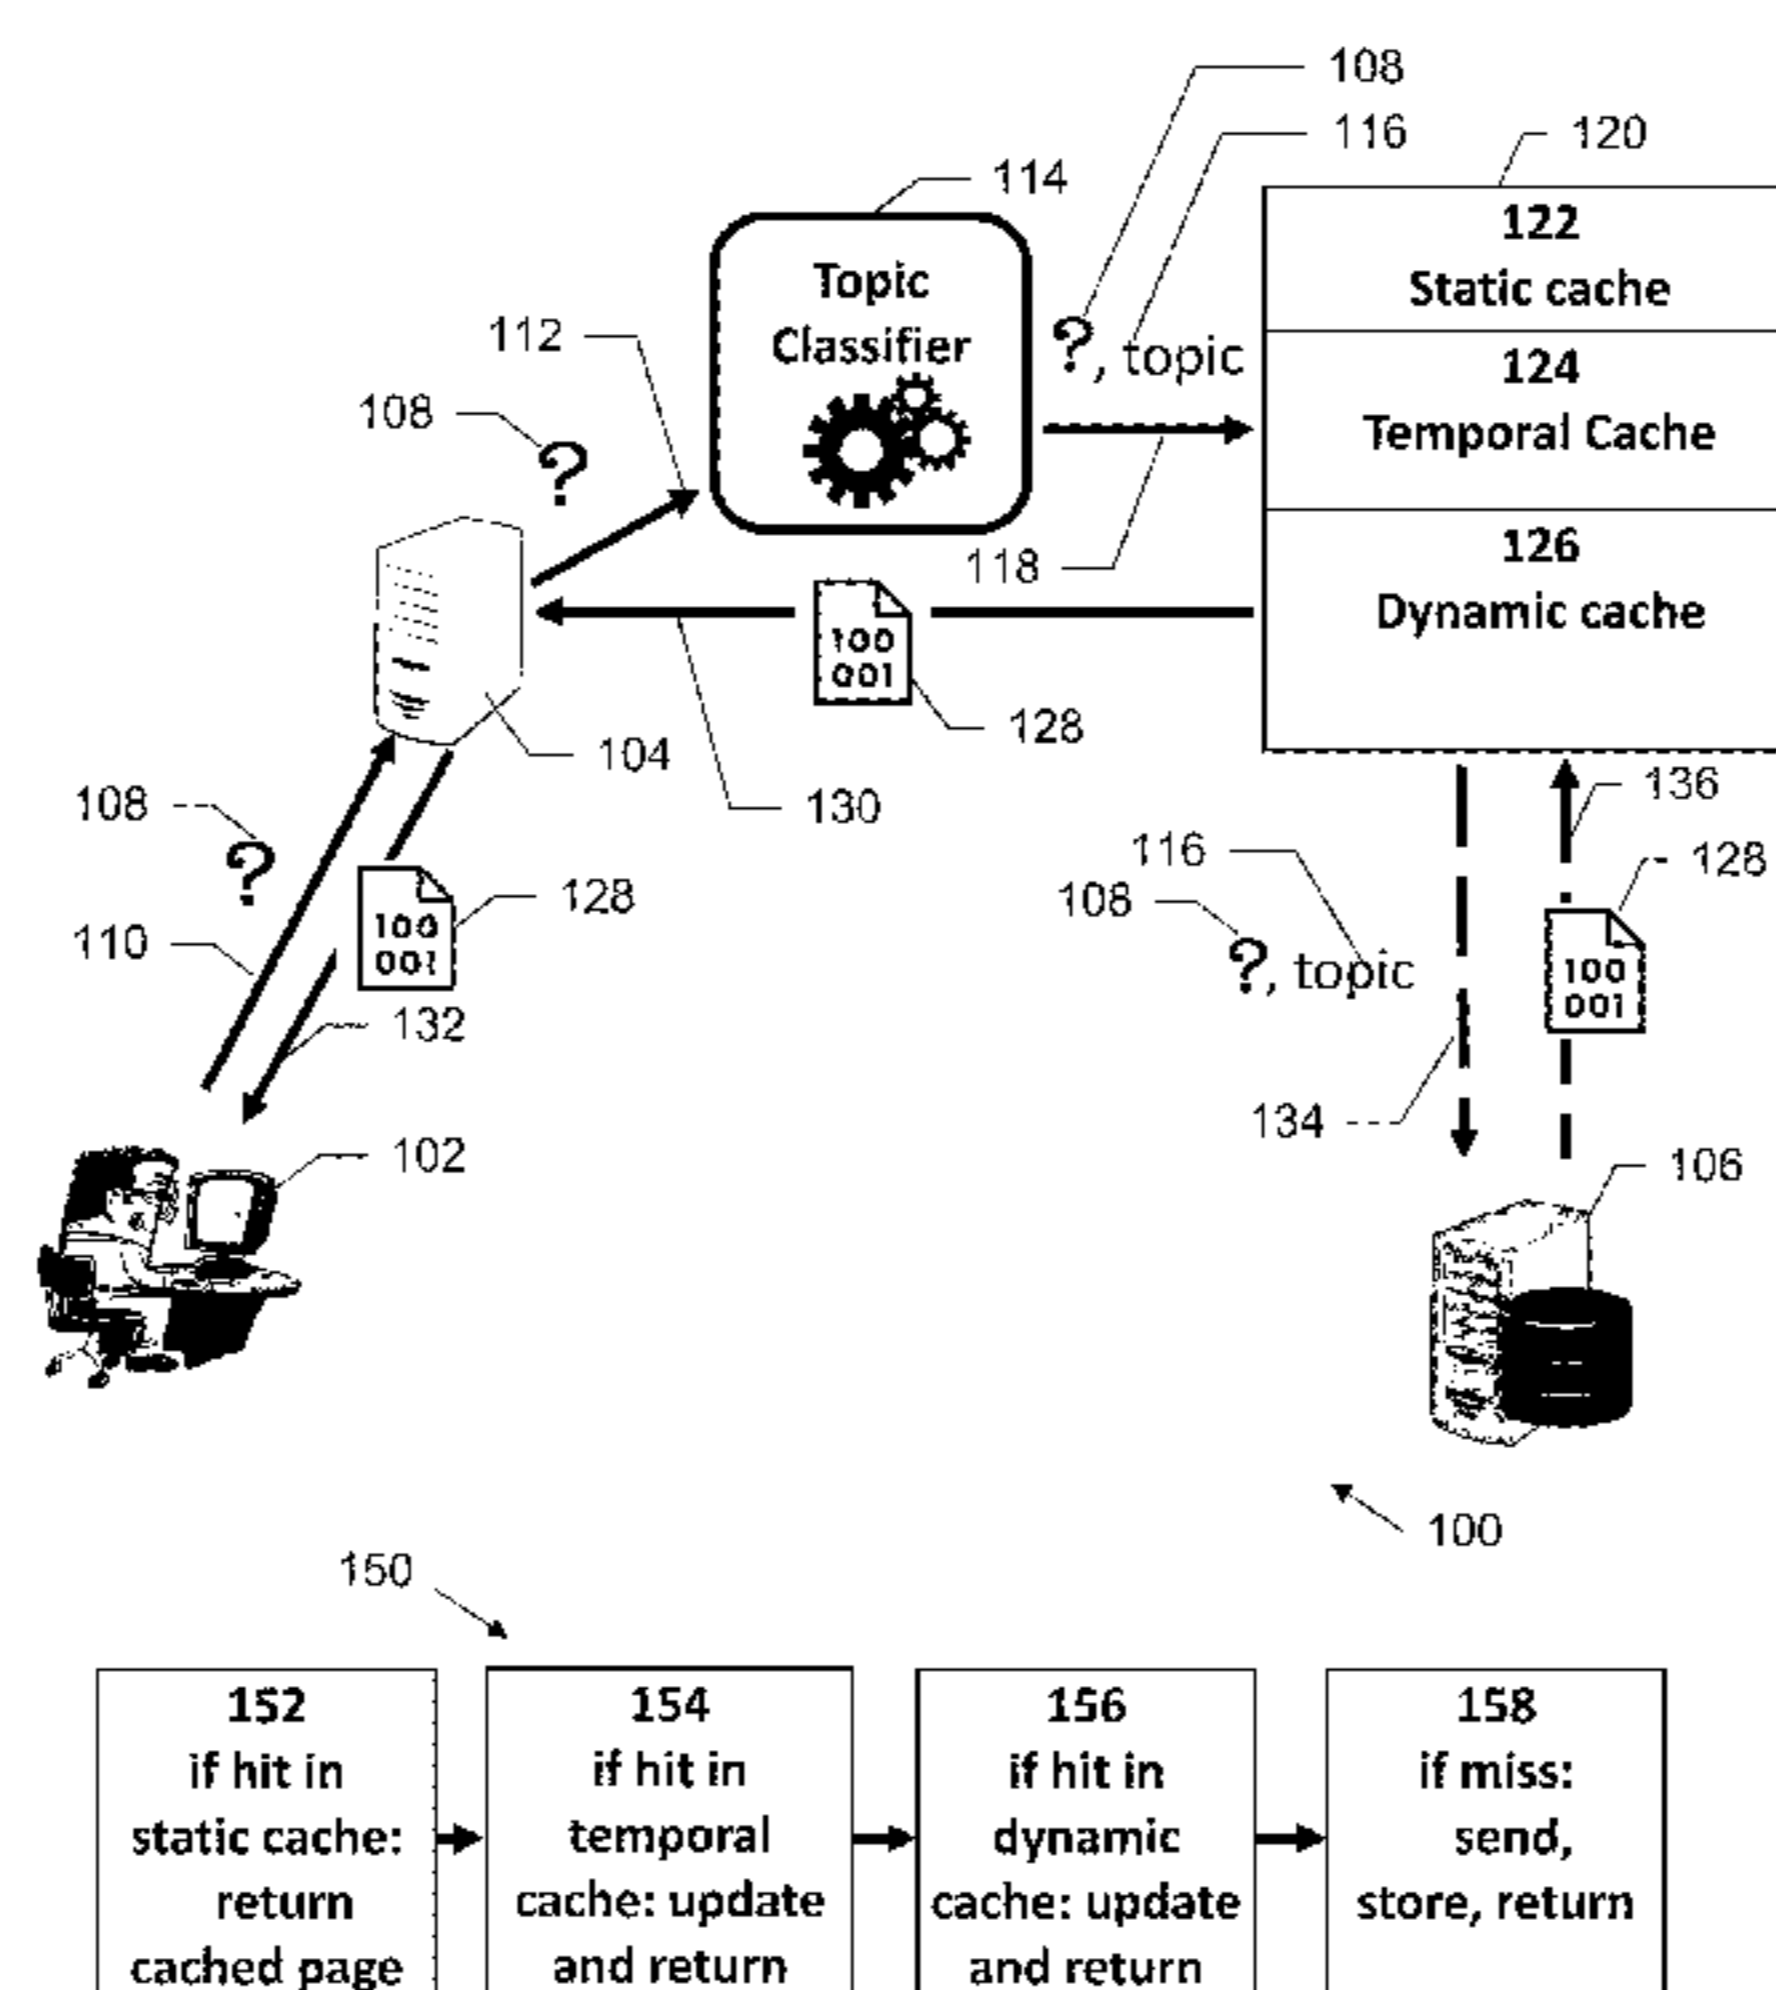 108
116
120
114
122
Static cache
Topic
Classifier
?, topic
112
124
Temporal Cache
108
?
118
126
Dynamic cache
100
001
128
104
130
136
108
?
116
128
128
108
100
001
110
?, topic
100
001
132
134
102
106
100
150
152
if hit in
static cache:
return
cached page
154
if hit in
temporal
cache: update
and return
156
if hit in
dynamic
cache: update
and return
158
if miss:
send,
store, return